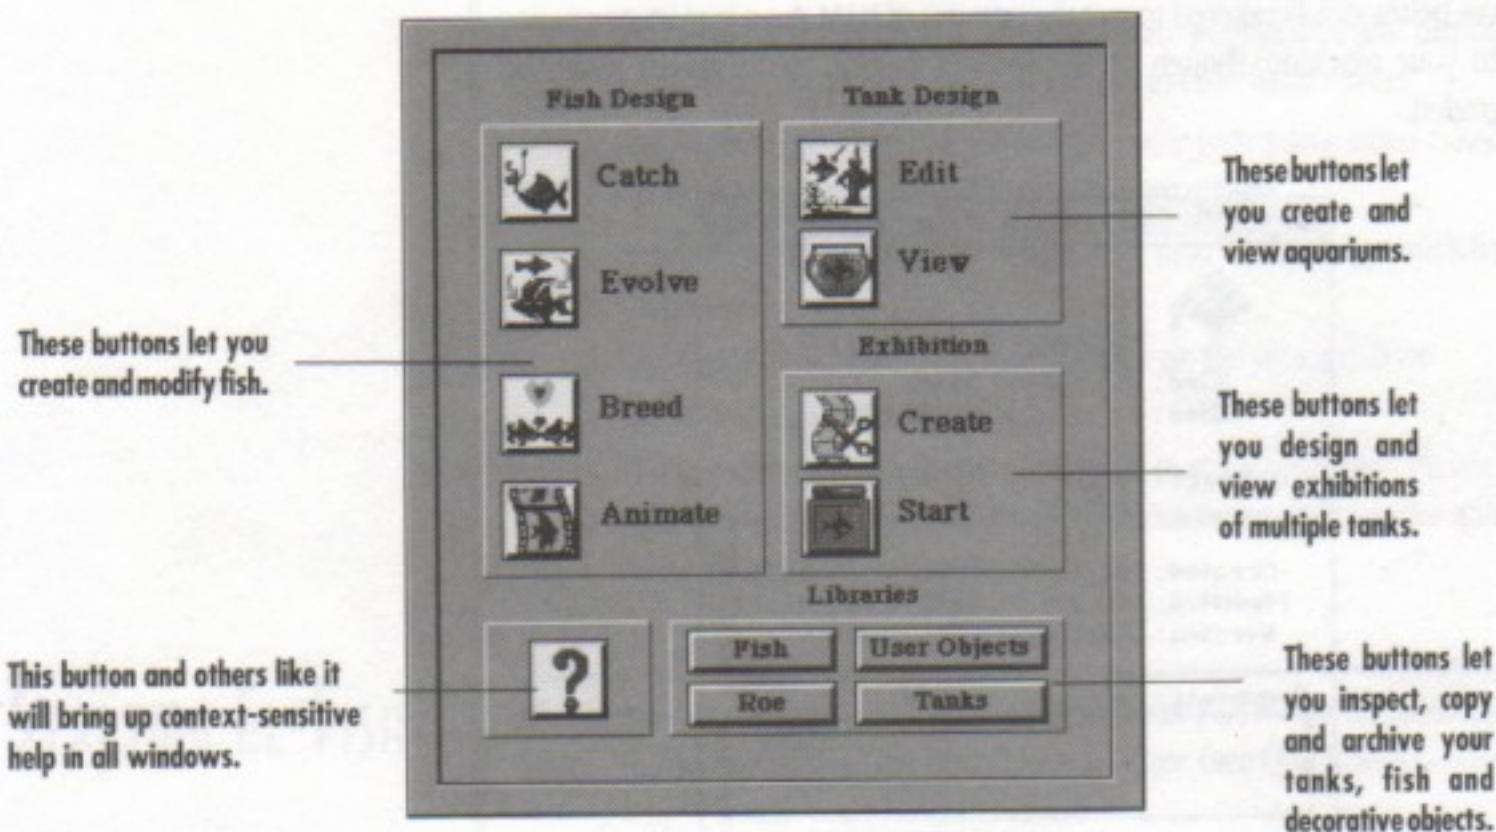 Fish Design
Catch
Evolve
Breed
Animate
Tank Design
Edit
View
Exhibition
Create
Start
Libraries
Fish
User Objects
Roe
Tanks
?
These buttons let you
create and modify fish.
This button and others like it
will bring up context-sensitive
help in all windows.
These buttons let
you create and
view aquariums.
These buttons let
you design and
view exhibitions
of multiple tanks.
These buttons let
you inspect, copy
and archive your
tanks, fish and
decorative objects.